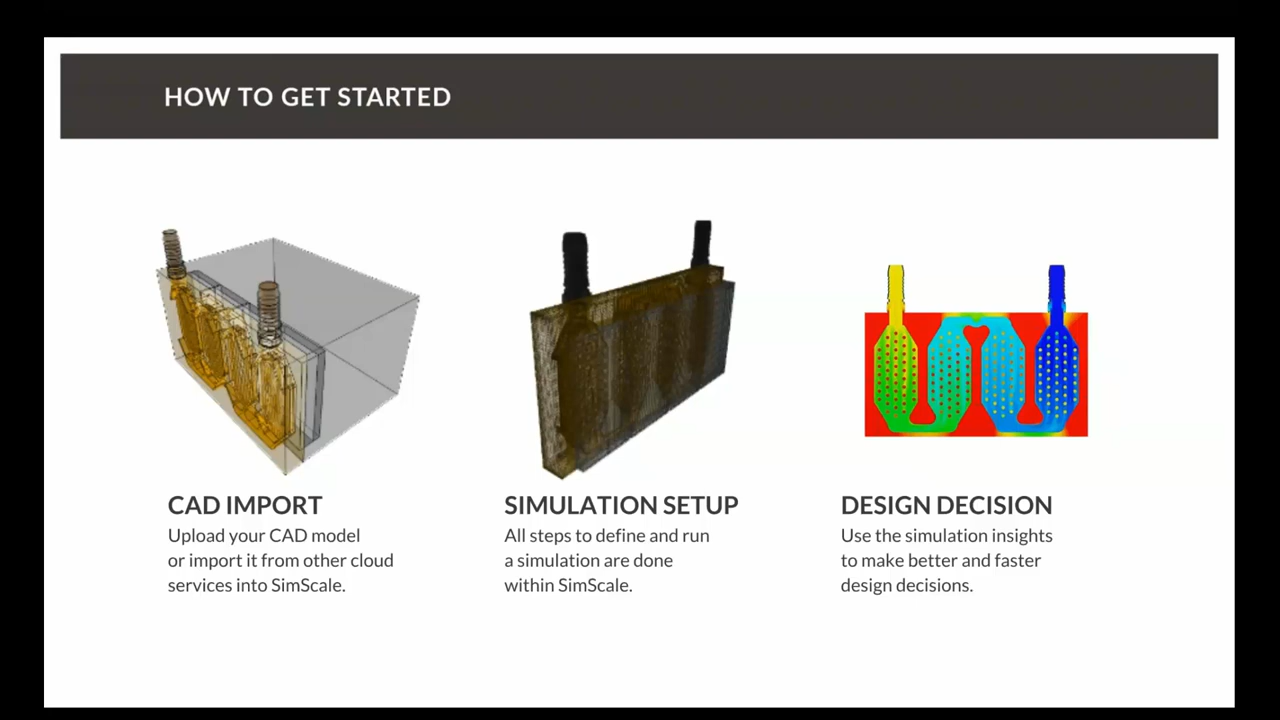 HOW TO GET STARTED
CAD IMPORT
Upload your CAD model
or import it from other cloud
services into SimScale.
SIMULATION SETUP
All steps to define and run
a simulation are done
within SimScale.
DESIGN DECISION
Use the simulation insights
to make better and faster
design decisions.